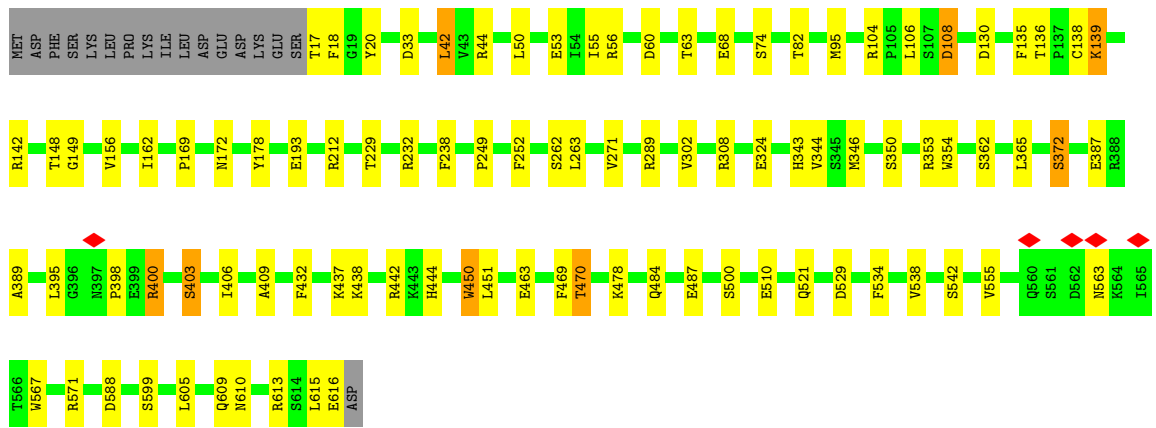 MET ASP PHE SER LYS LEU PRO LYS ILE LEU ASP GLU ASP LYS GLU SER T17 F18 G19 Y20 D33 L42 V43 R44 L50 E53 I54 I55 R56 D60 T63 E68 S74 T82 M95 R104 P105 L106 S107 D108 D130 F135 T136 P137 C138 K139
R142 T148 G149 V156 I162 P169 N172 Y178 E193 R212 T229 R232 F238 P249 F252 S262 L263 V271 R289 V302 R308 E324 H343 V344 S345 M346 S350 R353 W354 S362 L365 S372 E387 R388
A389 L395 G396 N397 P398 E399 R400 S403 I406 A409 F432 K437 K438 R442 K443 H444 W450 L451 E463 F469 T470 K478 Q484 E487 S500 E510 Q521 D529 F534 V538 S542 V555 Q560 S561 D562 N563 K564 I565
T566 W567 R571 D588 S599 L605 Q609 N610 R613 S614 L615 E616 ASP